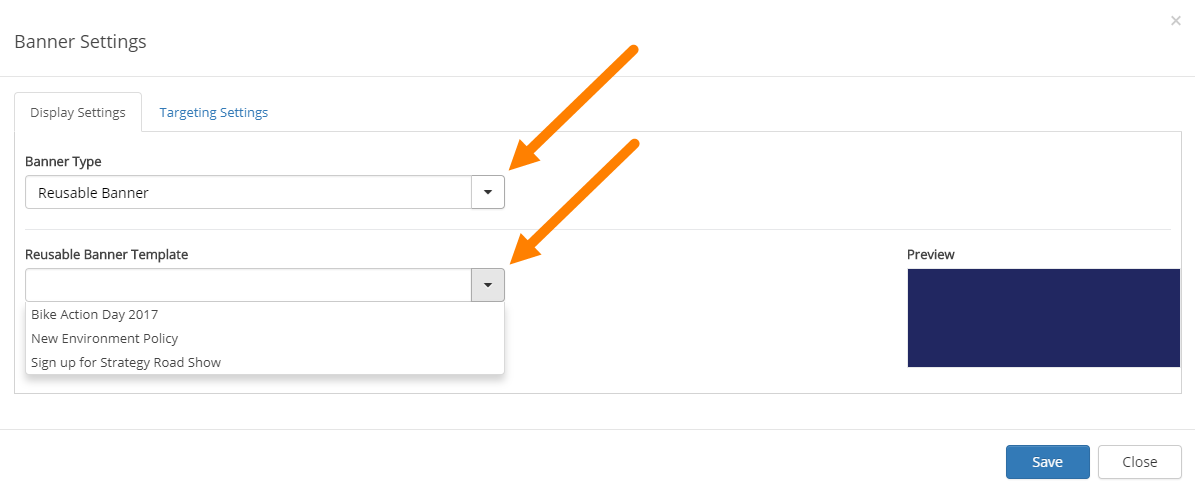 ×
Banner Settings
Display Settings
Targeting Settings
Banner Type
Reusable Banner
Reusable Banner Template
Preview
Bike Action Day 2017
New Environment Policy
Sign up for Strategy Road Show
Save
Close